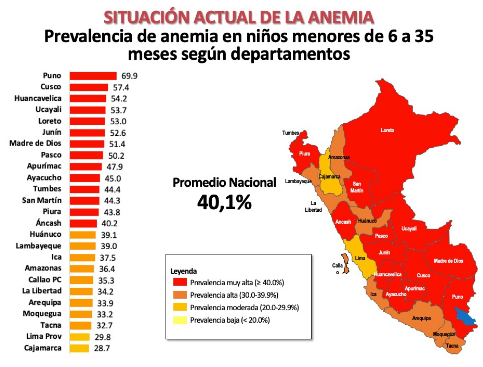 SITUACIÓN ACTUAL DE LA ANEMIA
Prevalencia de anemia en niños menores de 6 a 35
meses según departamentos
Puno 69.9
Cusco 57.4
Huancavelica 54.2
Ucayali 53.7
Loreto 53.0
Junín 52.6
Madre de Dios 51.4
Pasco 50.2
Apurímac 47.9
Ayacucho 45.0
Tumbes 44.4
San Martín 44.3
Piura 43.8
Áncash 40.2
Huánuco 39.1
Lambayeque 39.0
Ica 37.5
Amazonas 36.4
Callao PC 35.3
La Libertad 34.2
Arequipa 33.9
Moquegua 33.2
Tacna 32.7
Lima Prov 29.8
Cajamarca 28.7
Promedio Nacional
40,1%
Leyenda
Prevalencia muy alta (≥ 40.0%)
Prevalencia alta (30.0-39.9%)
Prevalencia moderada (20.0-29.9%)
Prevalencia baja (< 20.0%)
Tumbes
Loreto
Piura
Amazonas
Lambayeque
Cajamarca
San
Martín
La
Libertad
Ancash
Huánuco
Ucayali
Pasco
Lima
Junín
Madre de Dios
Calla
o
Huancavelica
Cusco
Apurímac
Ica
Ayacucho
Puno
Arequipa
Moquegua
Tacna